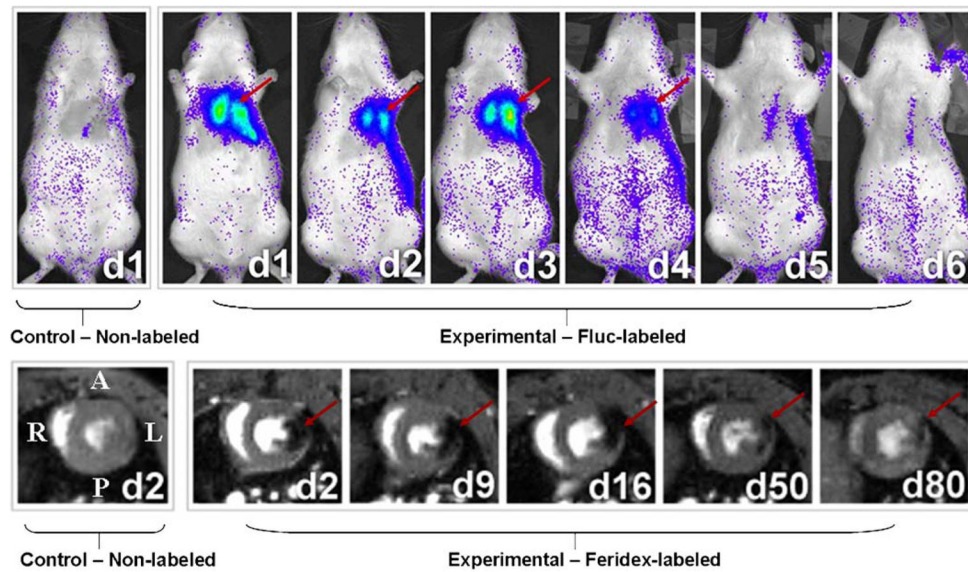 d1 d1 d2 d3 d4 d5 d6
Control – Non-labeled Experimental – Fluc-labeled
A
R L
P
d2 d2 d9 d16 d50 d80
Control – Non-labeled Experimental – Feridex-labeled